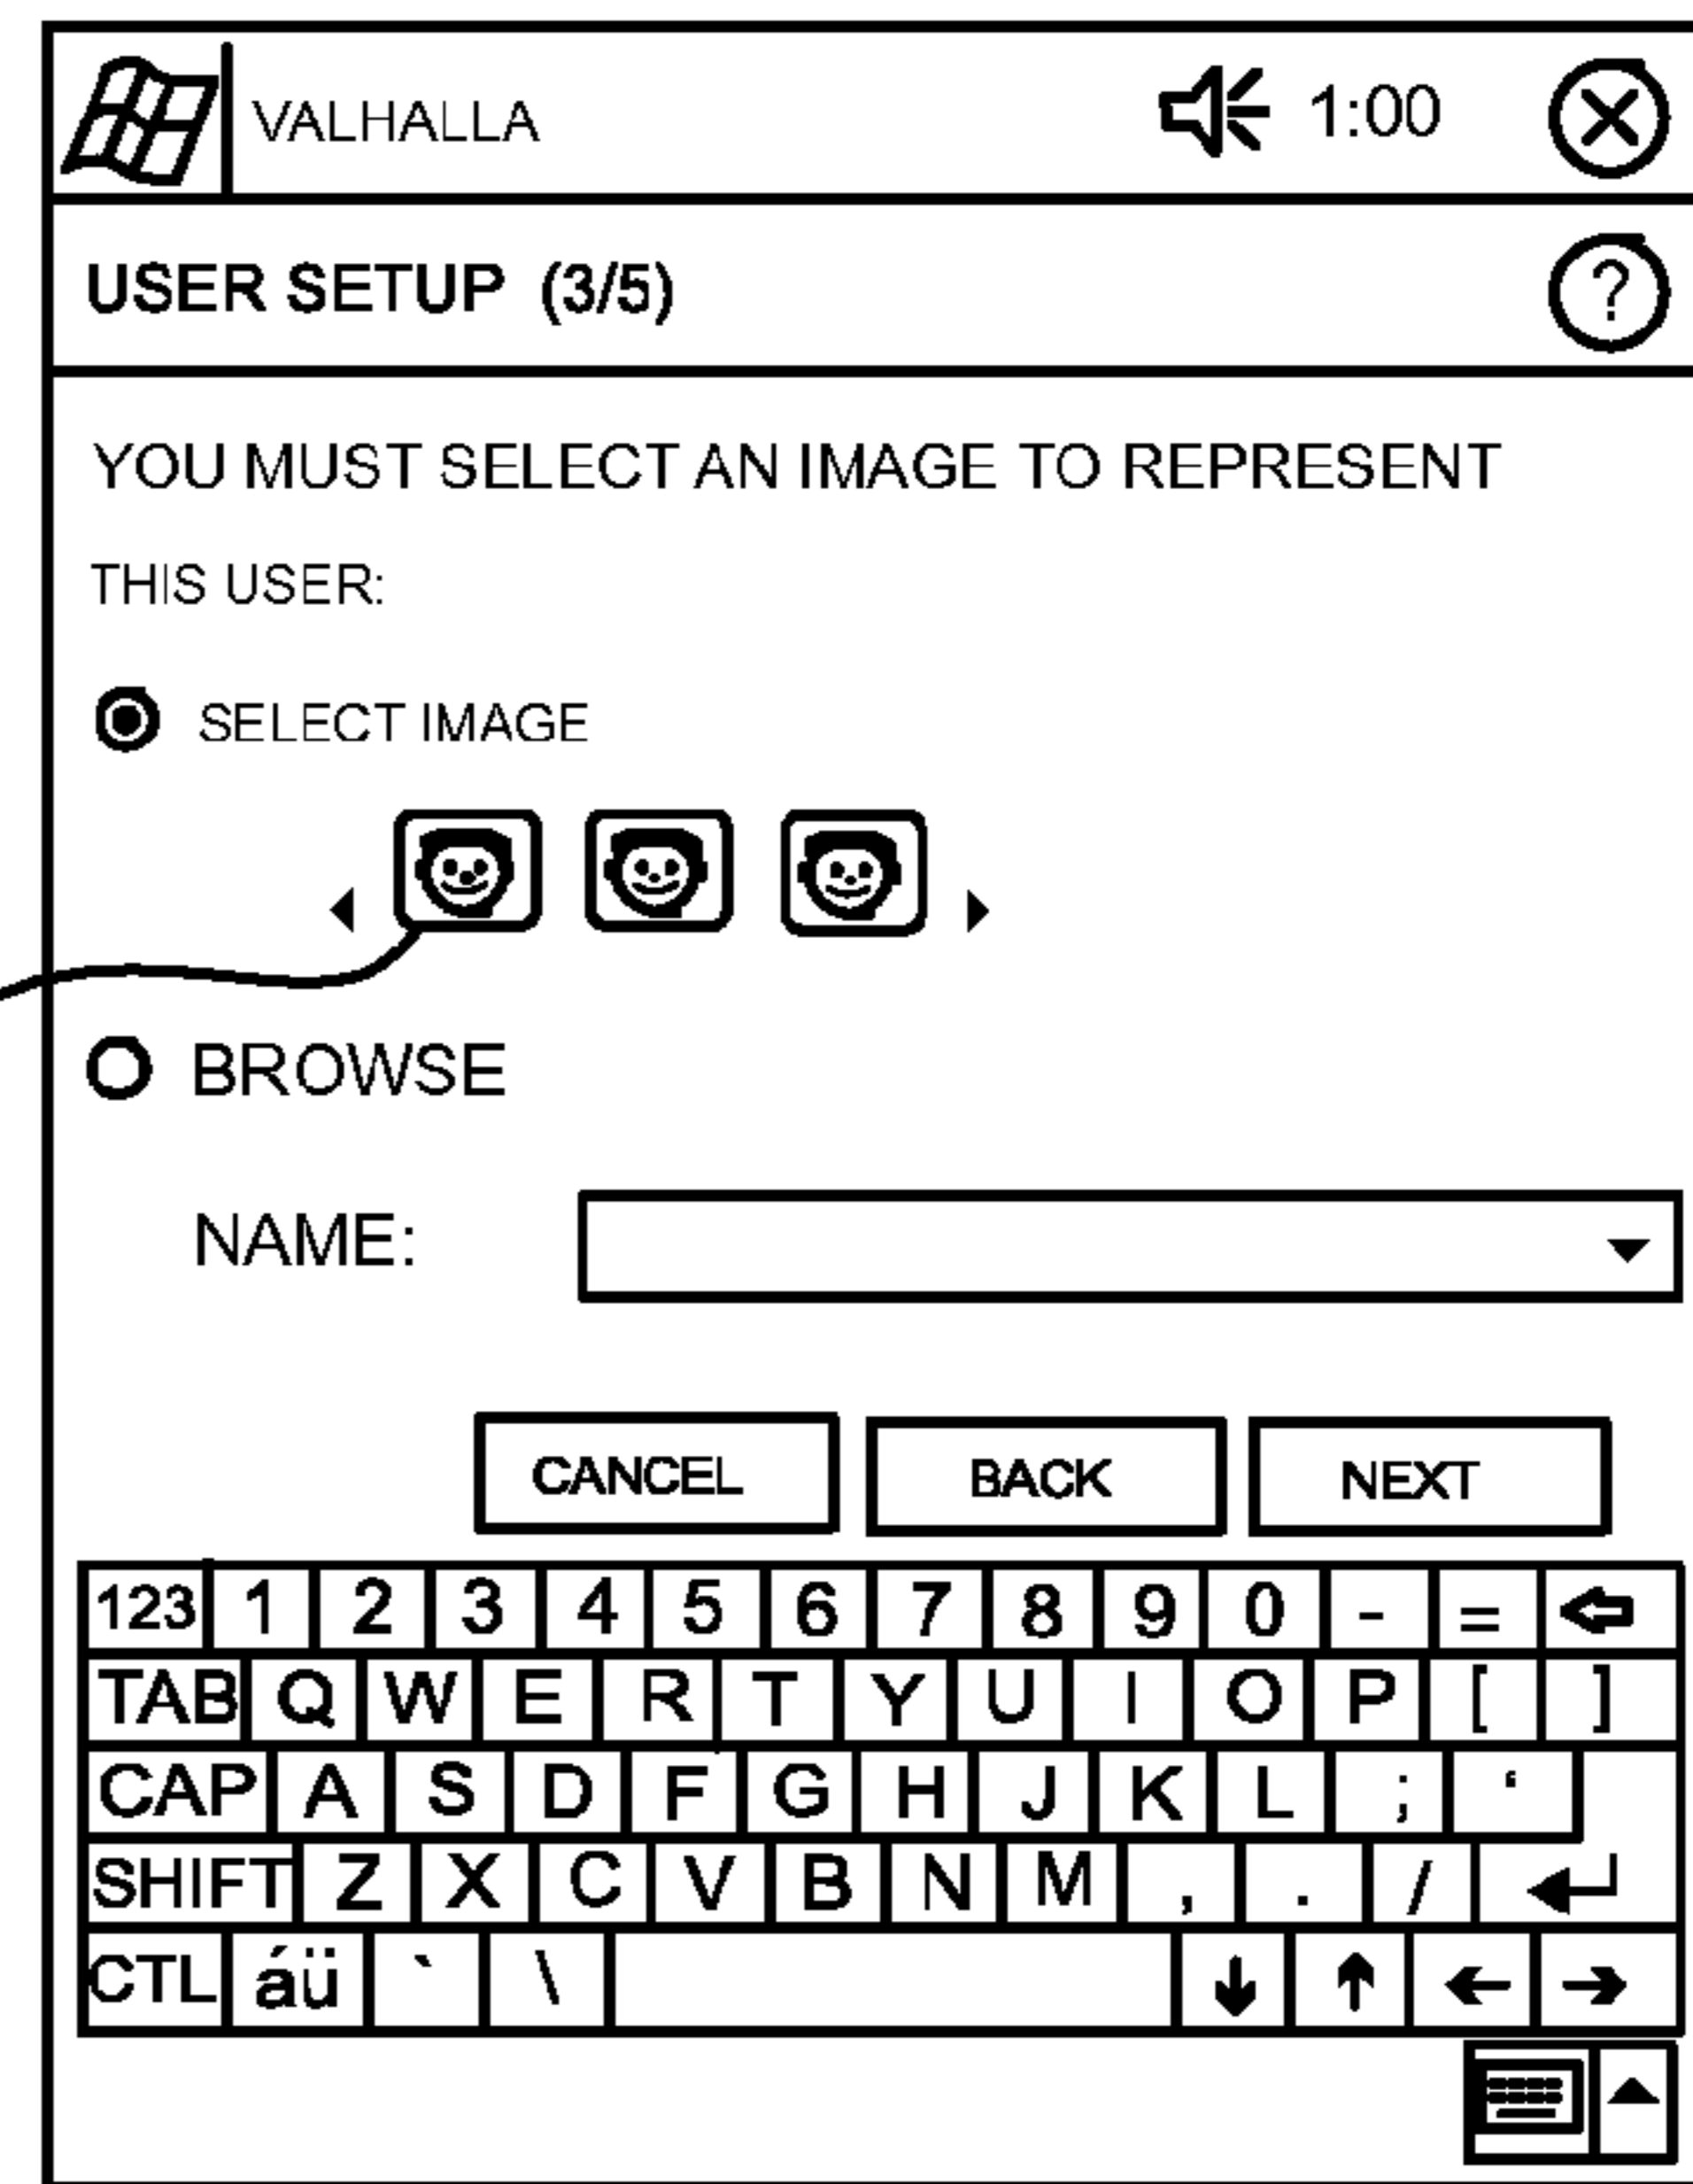 VALHALLA 1:00
USER SETUP (3/5) ?
YOU MUST SELECT AN IMAGE TO REPRESENT
THIS USER:
SELECT IMAGE
BROWSE
NAME:
CANCEL BACK NEXT
123 1 2 3 4 5 6 7 8 9 0 - =
TAB Q W E R T Y U I O P [ ]
CAP A S D F G H J K L ; ‘
SHIFT Z X C V B N M , . /
CTL áü ` \